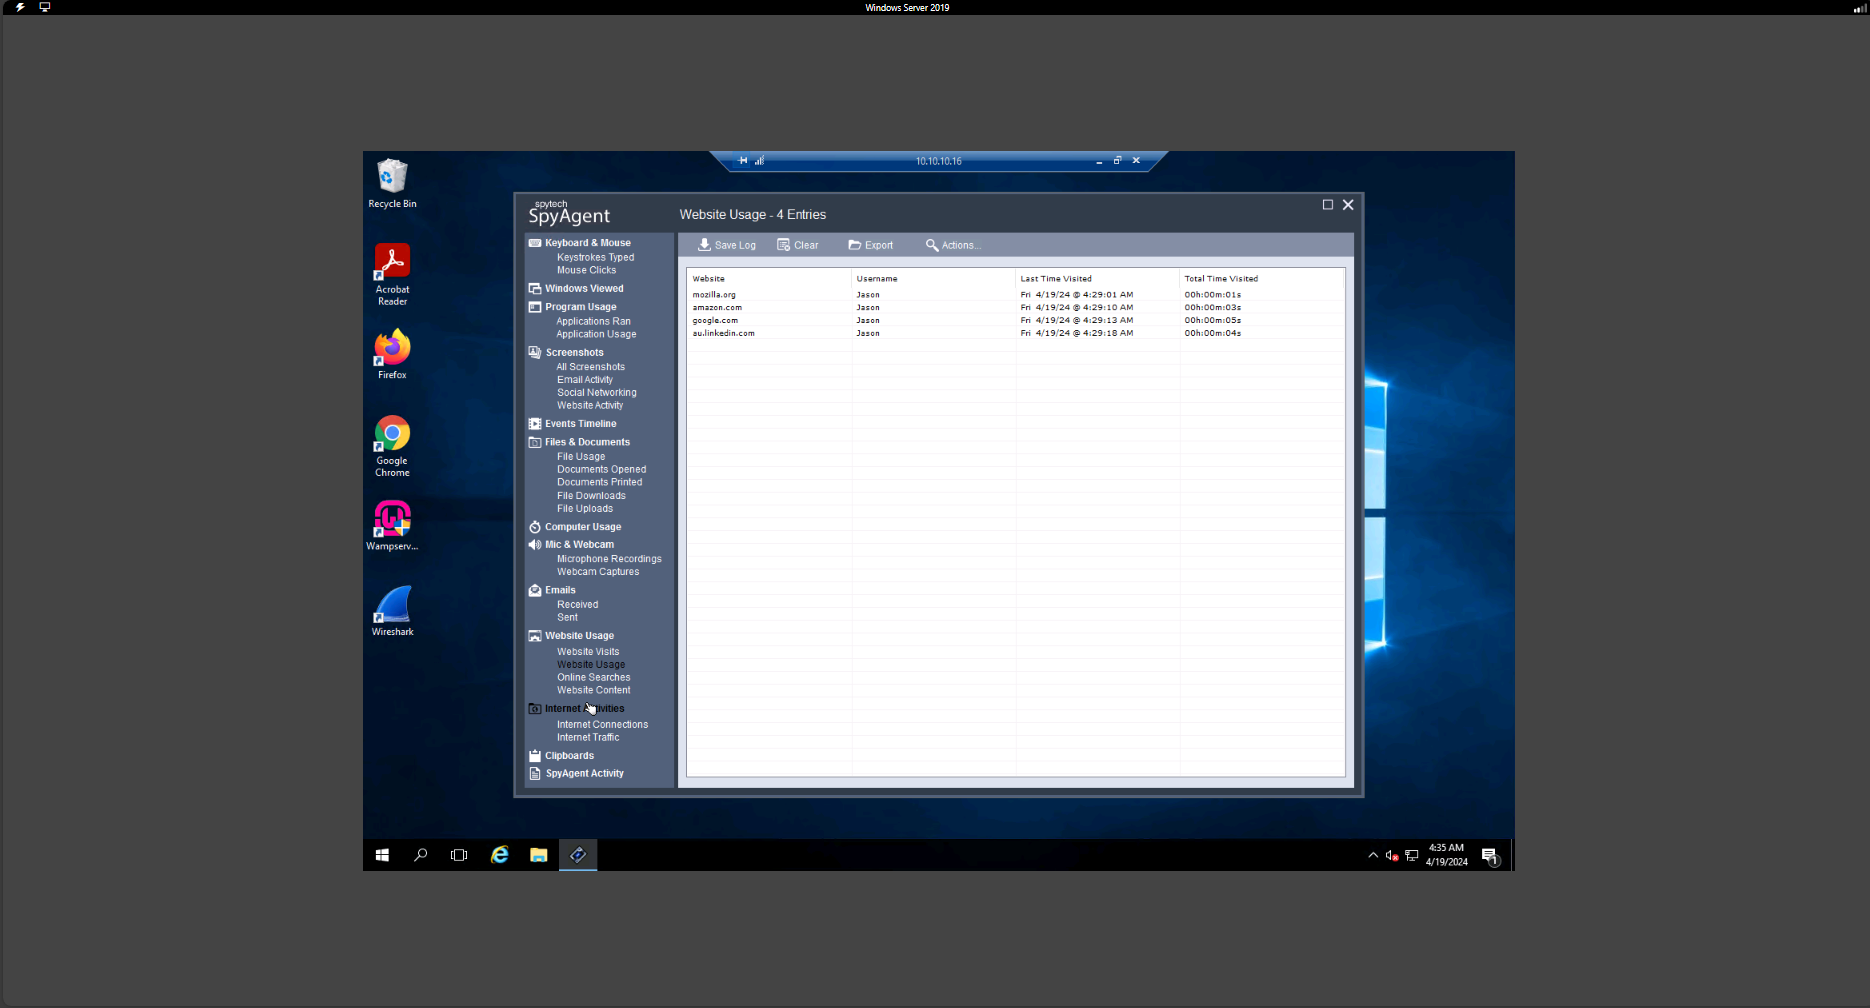 Windows Server 2019
10.10.10.16
Recycle Bin
Acrobat
Reader
Firefox
Google
Chrome
Wampserv...
Wireshark
spytech
SpyAgent
Website Usage - 4 Entries
Keyboard & Mouse
Keystrokes Typed
Mouse Clicks
Windows Viewed
Program Usage
Applications Ran
Application Usage
Screenshots
All Screenshots
Email Activity
Social Networking
Website Activity
Events Timeline
Files & Documents
File Usage
Documents Opened
Documents Printed
File Downloads
File Uploads
Computer Usage
Mic & Webcam
Microphone Recordings
Webcam Captures
Emails
Received
Sent
Website Usage
Website Visits
Website Usage
Online Searches
Website Content
Internet Activities
Internet Connections
Internet Traffic
Clipboards
SpyAgent Activity
Save Log Clear Export Actions...
Website Username Last Time Visited Total Time Visited
mozilla.org Jason Fri 4/19/24 @ 4:29:01 AM 00h:00m:01s
amazon.com Jason Fri 4/19/24 @ 4:29:10 AM 00h:00m:03s
google.com Jason Fri 4/19/24 @ 4:29:13 AM 00h:00m:05s
au.linkedin.com Jason Fri 4/19/24 @ 4:29:18 AM 00h:00m:04s
4:35 AM
4/19/2024
1